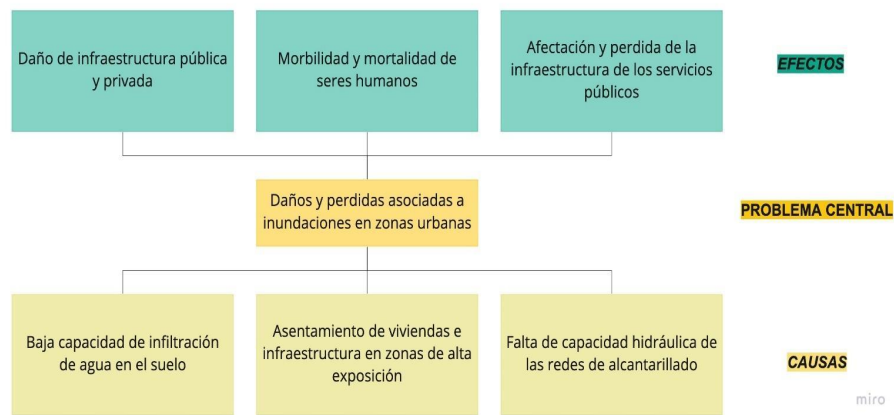 Daño de infraestructura pública
y privada
Morbilidad y mortalidad de
seres humanos
Afectación y perdida de la
infraestructura de los servicios
públicos
EFECTOS
Daños y perdidas asociadas a
inundaciones en zonas urbanas
PROBLEMA CENTRAL
Baja capacidad de infiltración
de agua en el suelo
Asentamiento de viviendas e
infraestructura en zonas de alta
exposición
Falta de capacidad hidráulica de
las redes de alcantarillado
CAUSAS
miro